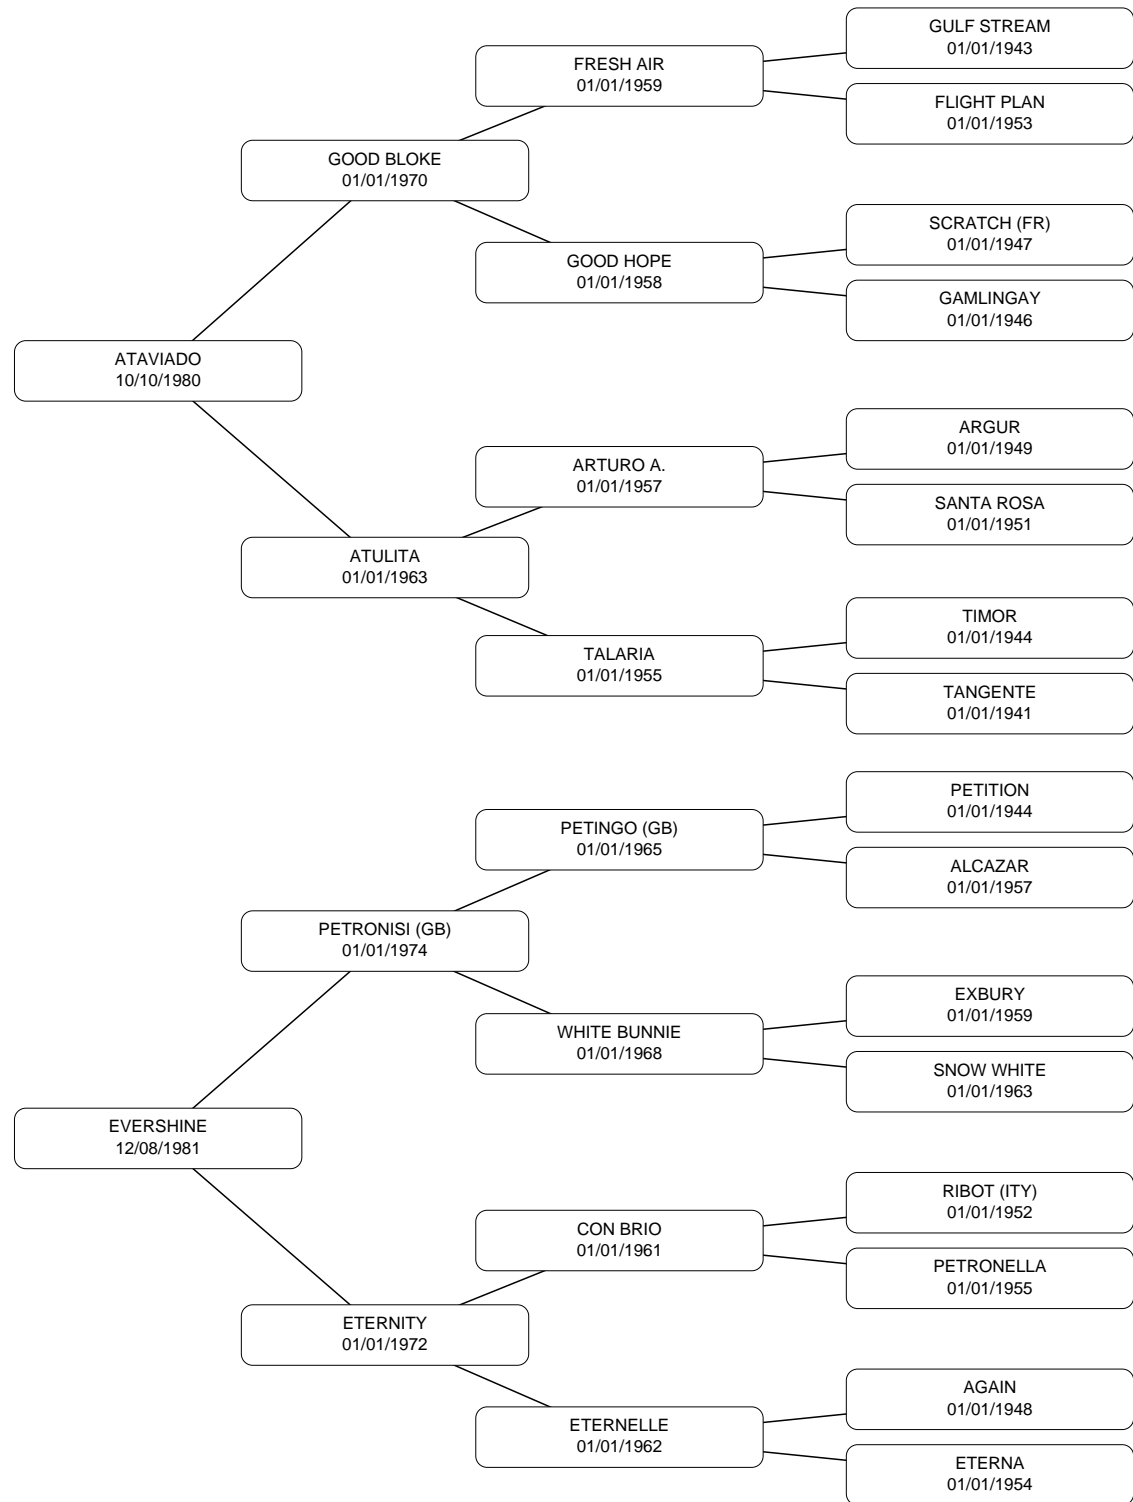 GULF STREAM
01/01/1943
FRESH AIR
01/01/1959
FLIGHT PLAN
01/01/1953
GOOD BLOKE
01/01/1970
SCRATCH (FR)
01/01/1947
GOOD HOPE
01/01/1958
GAMLINGAY
01/01/1946
ATAVIADO
10/10/1980
ARGUR
01/01/1949
ARTURO A.
01/01/1957
SANTA ROSA
01/01/1951
ATULITA
01/01/1963
TIMOR
01/01/1944
TALARIA
01/01/1955
TANGENTE
01/01/1941
PETITION
01/01/1944
PETINGO (GB)
01/01/1965
ALCAZAR
01/01/1957
PETRONISI (GB)
01/01/1974
EXBURY
01/01/1959
WHITE BUNNIE
01/01/1968
SNOW WHITE
01/01/1963
EVERSHINE
12/08/1981
RIBOT (ITY)
01/01/1952
CON BRIO
01/01/1961
PETRONELLA
01/01/1955
ETERNITY
01/01/1972
AGAIN
01/01/1948
ETERNELLE
01/01/1962
ETERNA
01/01/1954